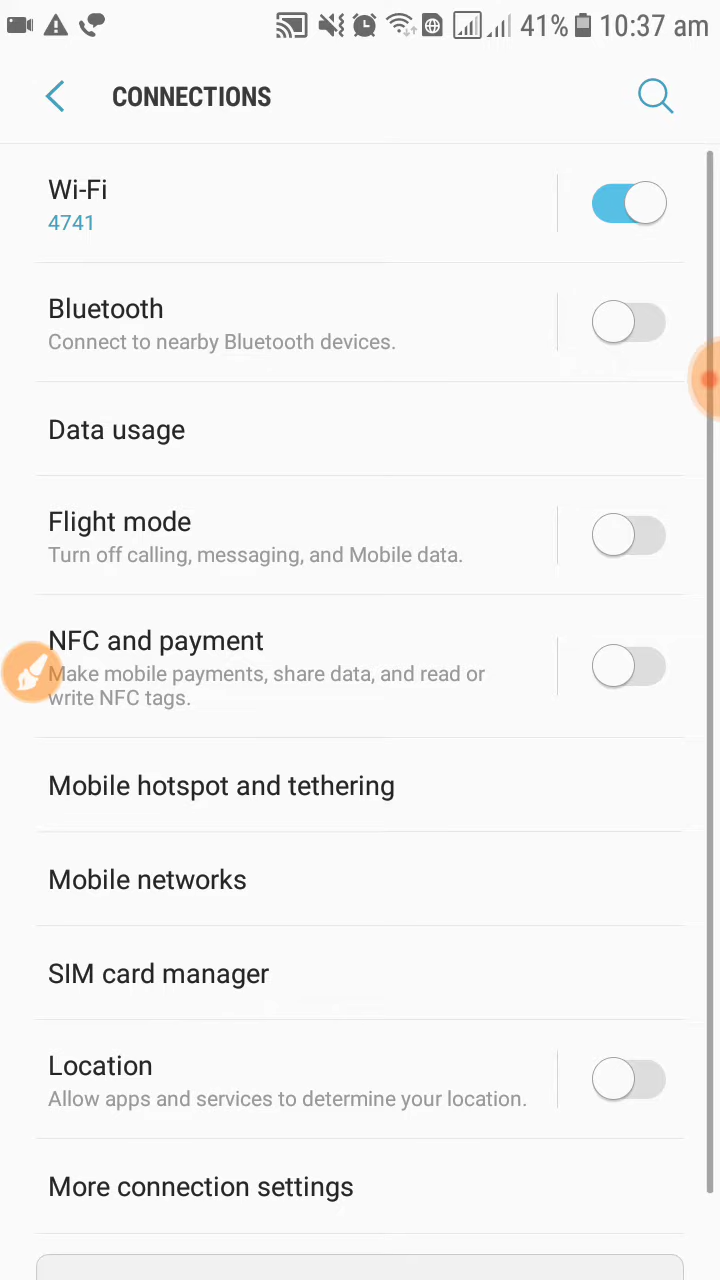 41% 10:37 am
CONNECTIONS
Wi-Fi
4741
Bluetooth
Connect to nearby Bluetooth devices.
Data usage
Flight mode
Turn off calling, messaging, and Mobile data.
NFC and payment
Make mobile payments, share data, and read or
write NFC tags.
Mobile hotspot and tethering
Mobile networks
SIM card manager
Location
Allow apps and services to determine your location.
More connection settings